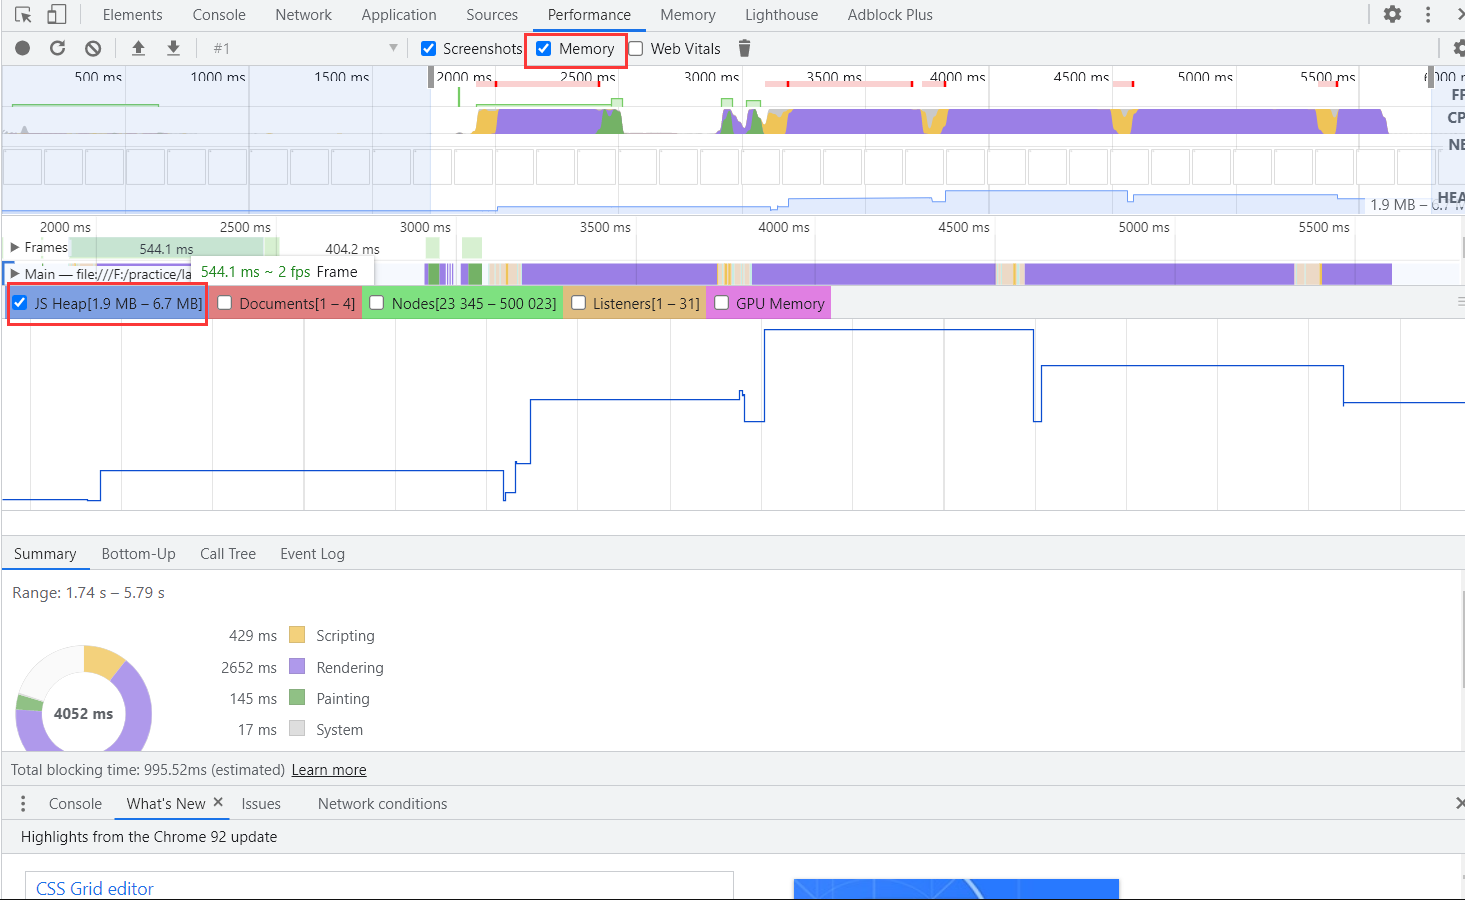 Elements Console Network Application Sources Performance Memory Lighthouse Adblock Plus
#1 Screenshots Memory Web Vitals
500 ms 1000 ms 1500 ms 2000 ms 2500 ms 3000 ms 3500 ms 4000 ms 4500 ms 5000 ms 5500 ms
CP
NE
HEA
1.9 MB –
2000 ms 2500 ms 3000 ms 3500 ms 4000 ms 4500 ms 5000 ms 5500 ms
Frames 544.1 ms 404.2 ms
Main — file:///F:/practice/la
544.1 ms ~ 2 fps Frame
JS Heap[1.9 MB – 6.7 MB] Documents[1 – 4] Nodes[23 345 – 500 023] Listeners[1 – 31] GPU Memory
Summary Bottom-Up Call Tree Event Log
Range: 1.74 s – 5.79 s
429 ms Scripting
2652 ms Rendering
145 ms Painting
17 ms System
4052 ms
Total blocking time: 995.52ms (estimated) Learn more
Console What's New × Issues Network conditions
Highlights from the Chrome 92 update
CSS Grid editor